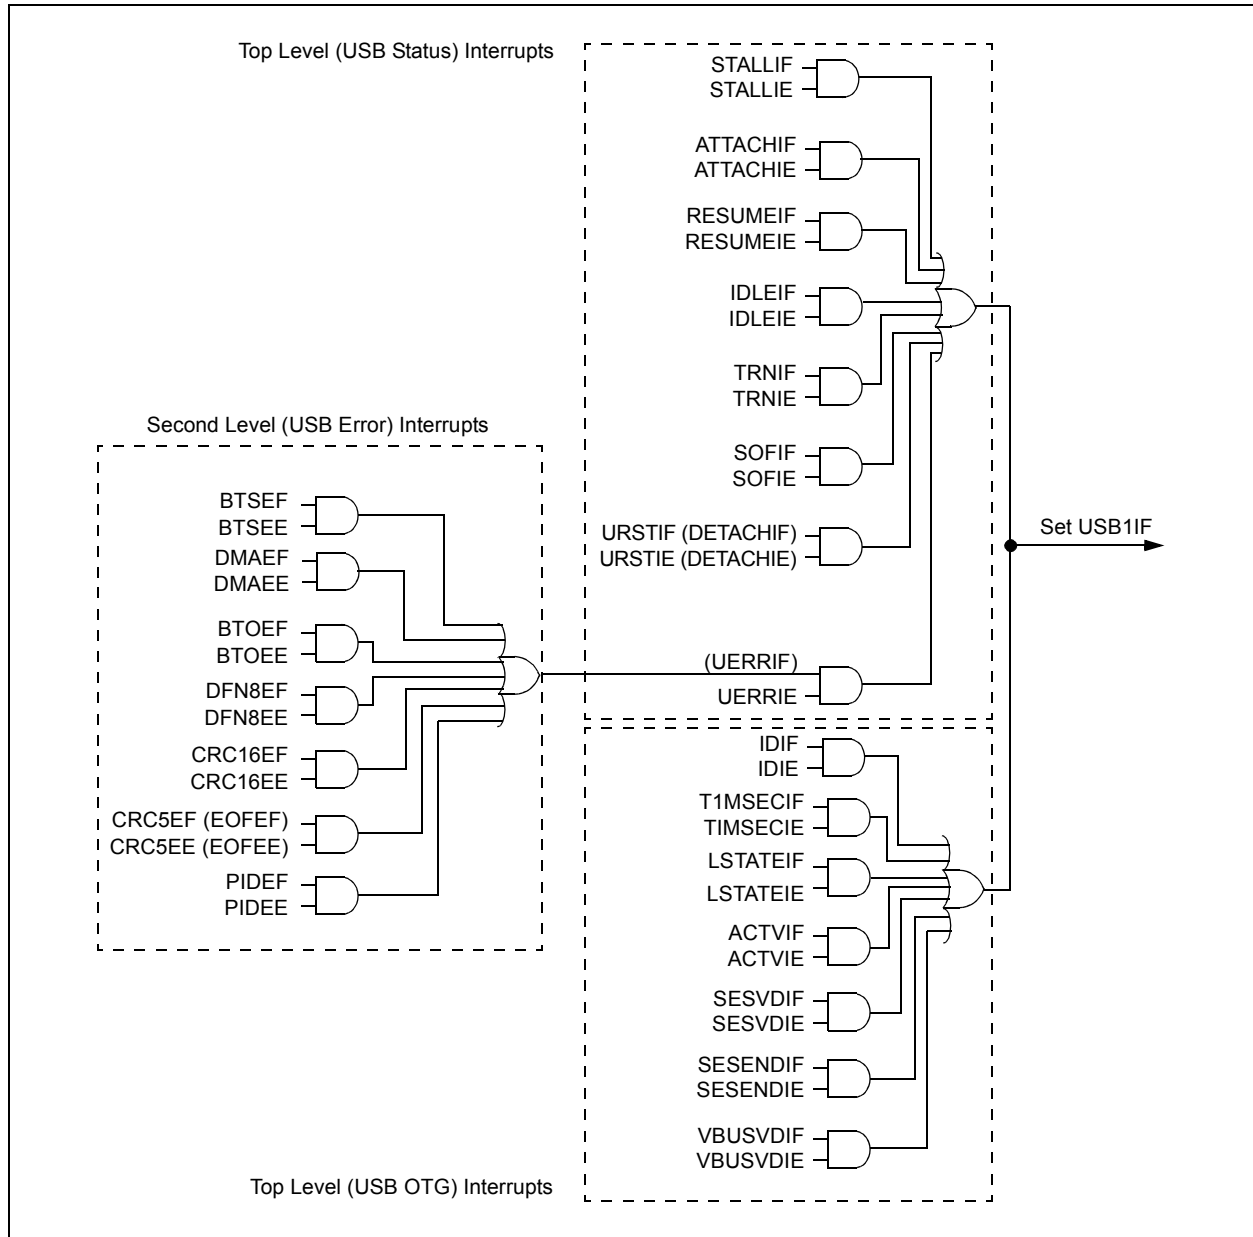 Top Level (USB Status) Interrupts
STALLIF
STALLIE
ATTACHIF
ATTACHIE
RESUMEIF
RESUMEIE
IDLEIF
IDLEIE
TRNIF
TRNIE
SOFIF
SOFIE
URSTIF (DETACHIF)
URSTIE (DETACHIE)
(UERRIF)
UERRIE
Second Level (USB Error) Interrupts
BTSEF
BTSEE
DMAEF
DMAEE
BTOEF
BTOEE
DFN8EF
DFN8EE
CRC16EF
CRC16EE
CRC5EF (EOFEF)
CRC5EE (EOFEE)
PIDEF
PIDEE
Set USB1IF
IDIF
IDIE
T1MSECIF
TIMSECIE
LSTATEIF
LSTATEIE
ACTVIF
ACTVIE
SESVDIF
SESVDIE
SESENDIF
SESENDIE
VBUSVDIF
VBUSVDIE
Top Level (USB OTG) Interrupts